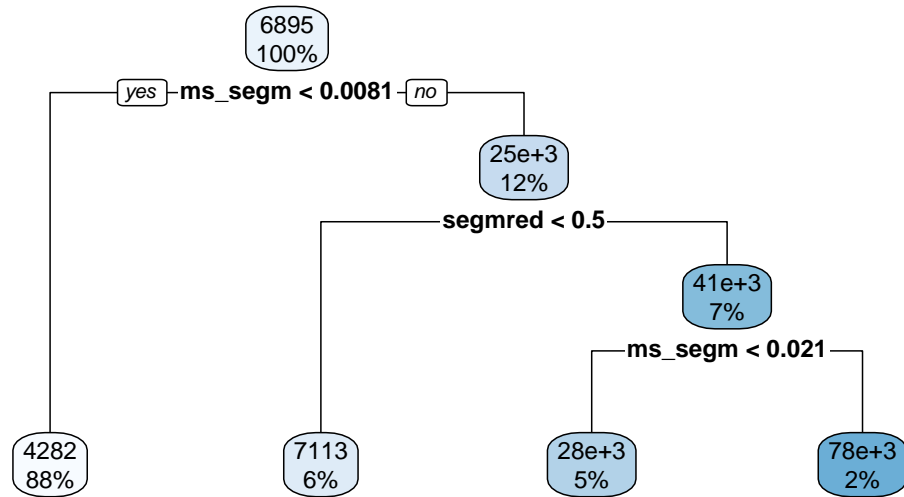 6895
100%
yes ms_segm < 0.0081 no
25e+3
12%
segmred < 0.5
41e+3
7%
ms_segm < 0.021
4282
88%
7113
6%
28e+3
5%
78e+3
2%